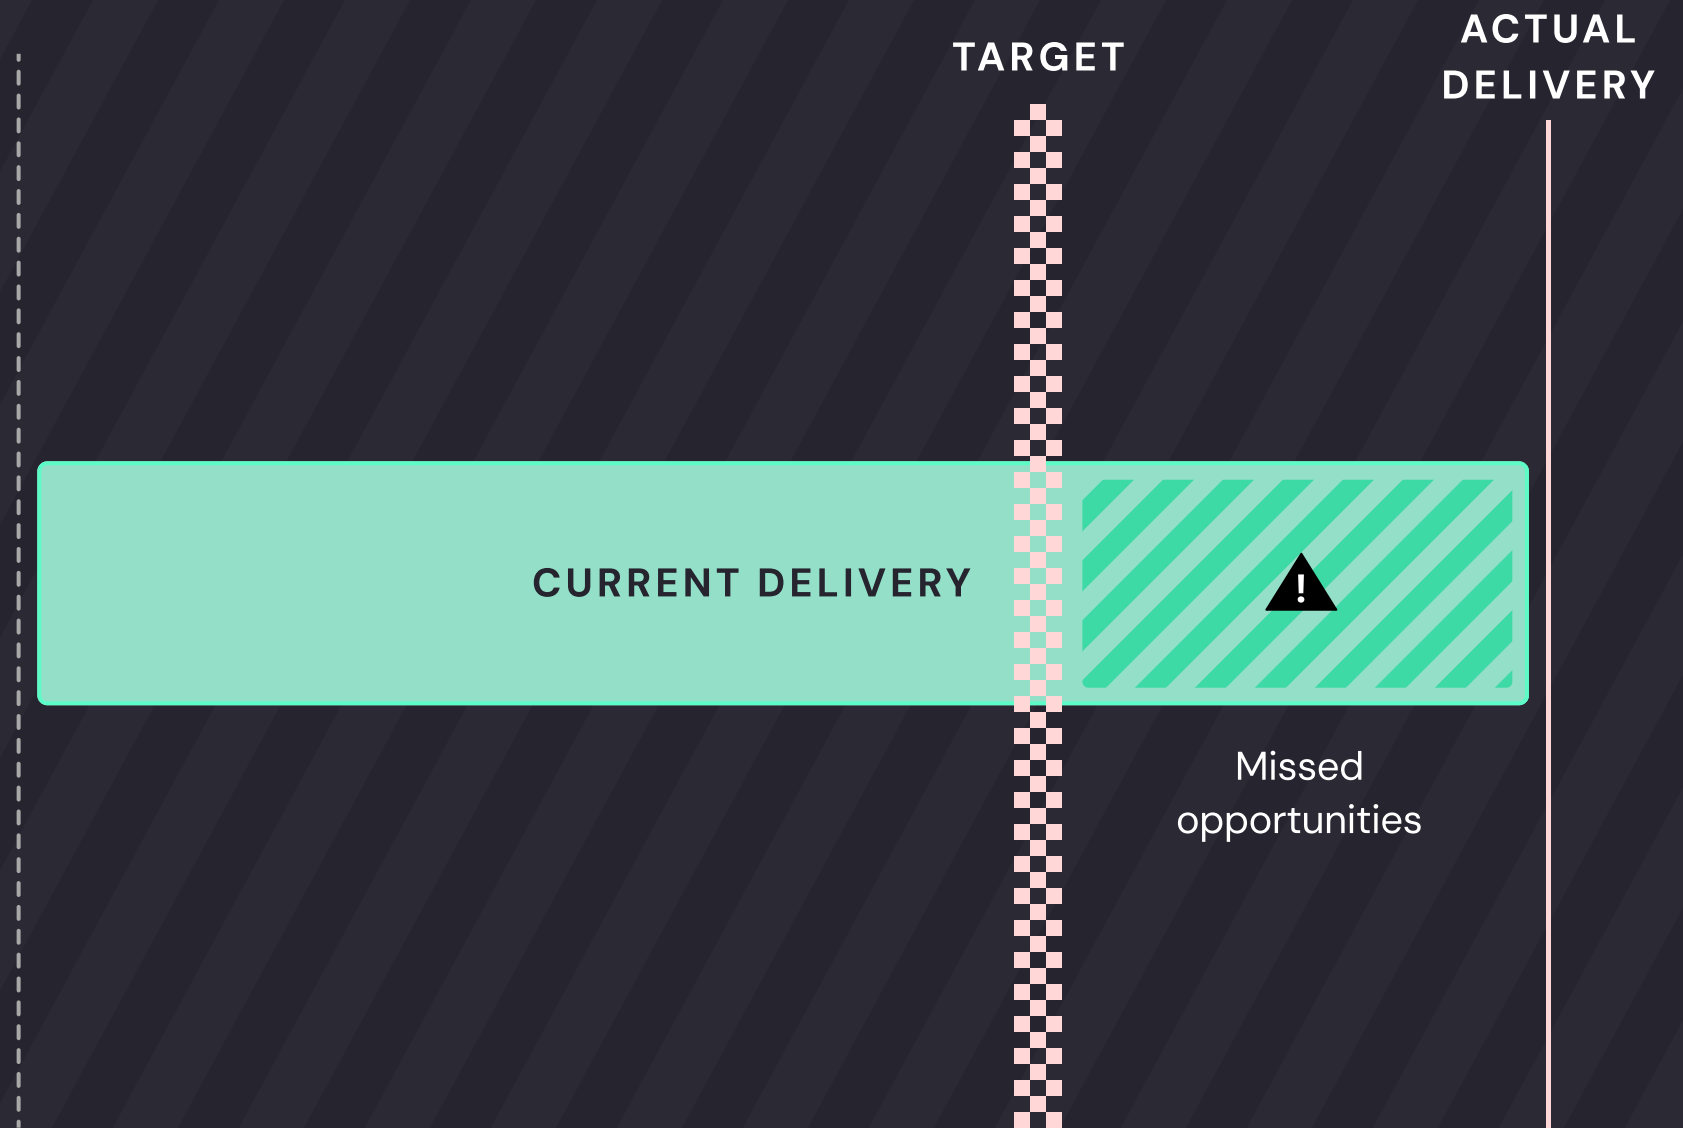 TARGET
ACTUAL
DELIVERY
CURRENT DELIVERY
!
Missed
opportunities